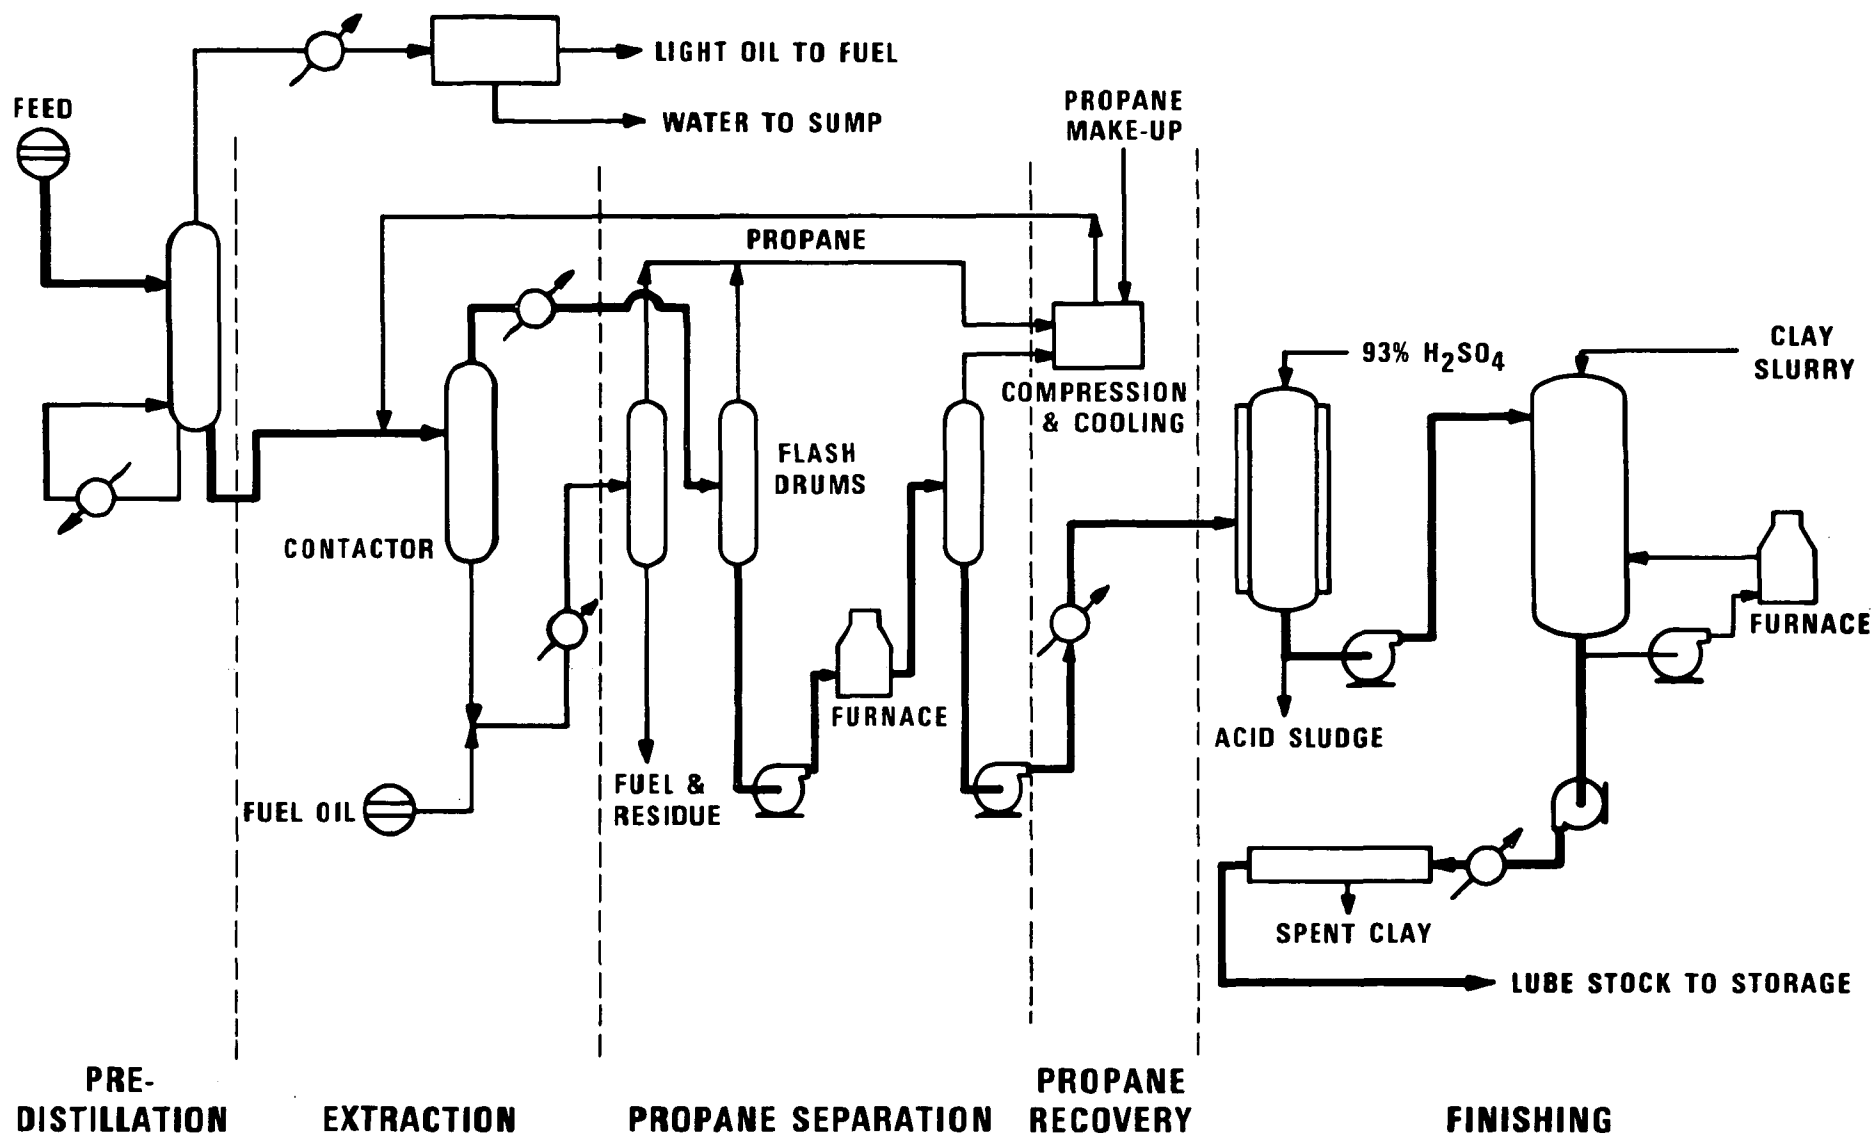 LIGHT OIL TO FUEL
FEED
WATER TO SUMP
PROPANE
MAKE-UP
PROPANE
93% H2SO4
CLAY
SLURRY
COMPRESSION
& COOLING
FLASH
DRUMS
CONTACTOR
FURNACE
FURNACE
ACID SLUDGE
FUEL OIL
FUEL &
RESIDUE
SPENT CLAY
LUBE STOCK TO STORAGE
PRE-
DISTILLATION
EXTRACTION
PROPANE SEPARATION
PROPANE
RECOVERY
FINISHING